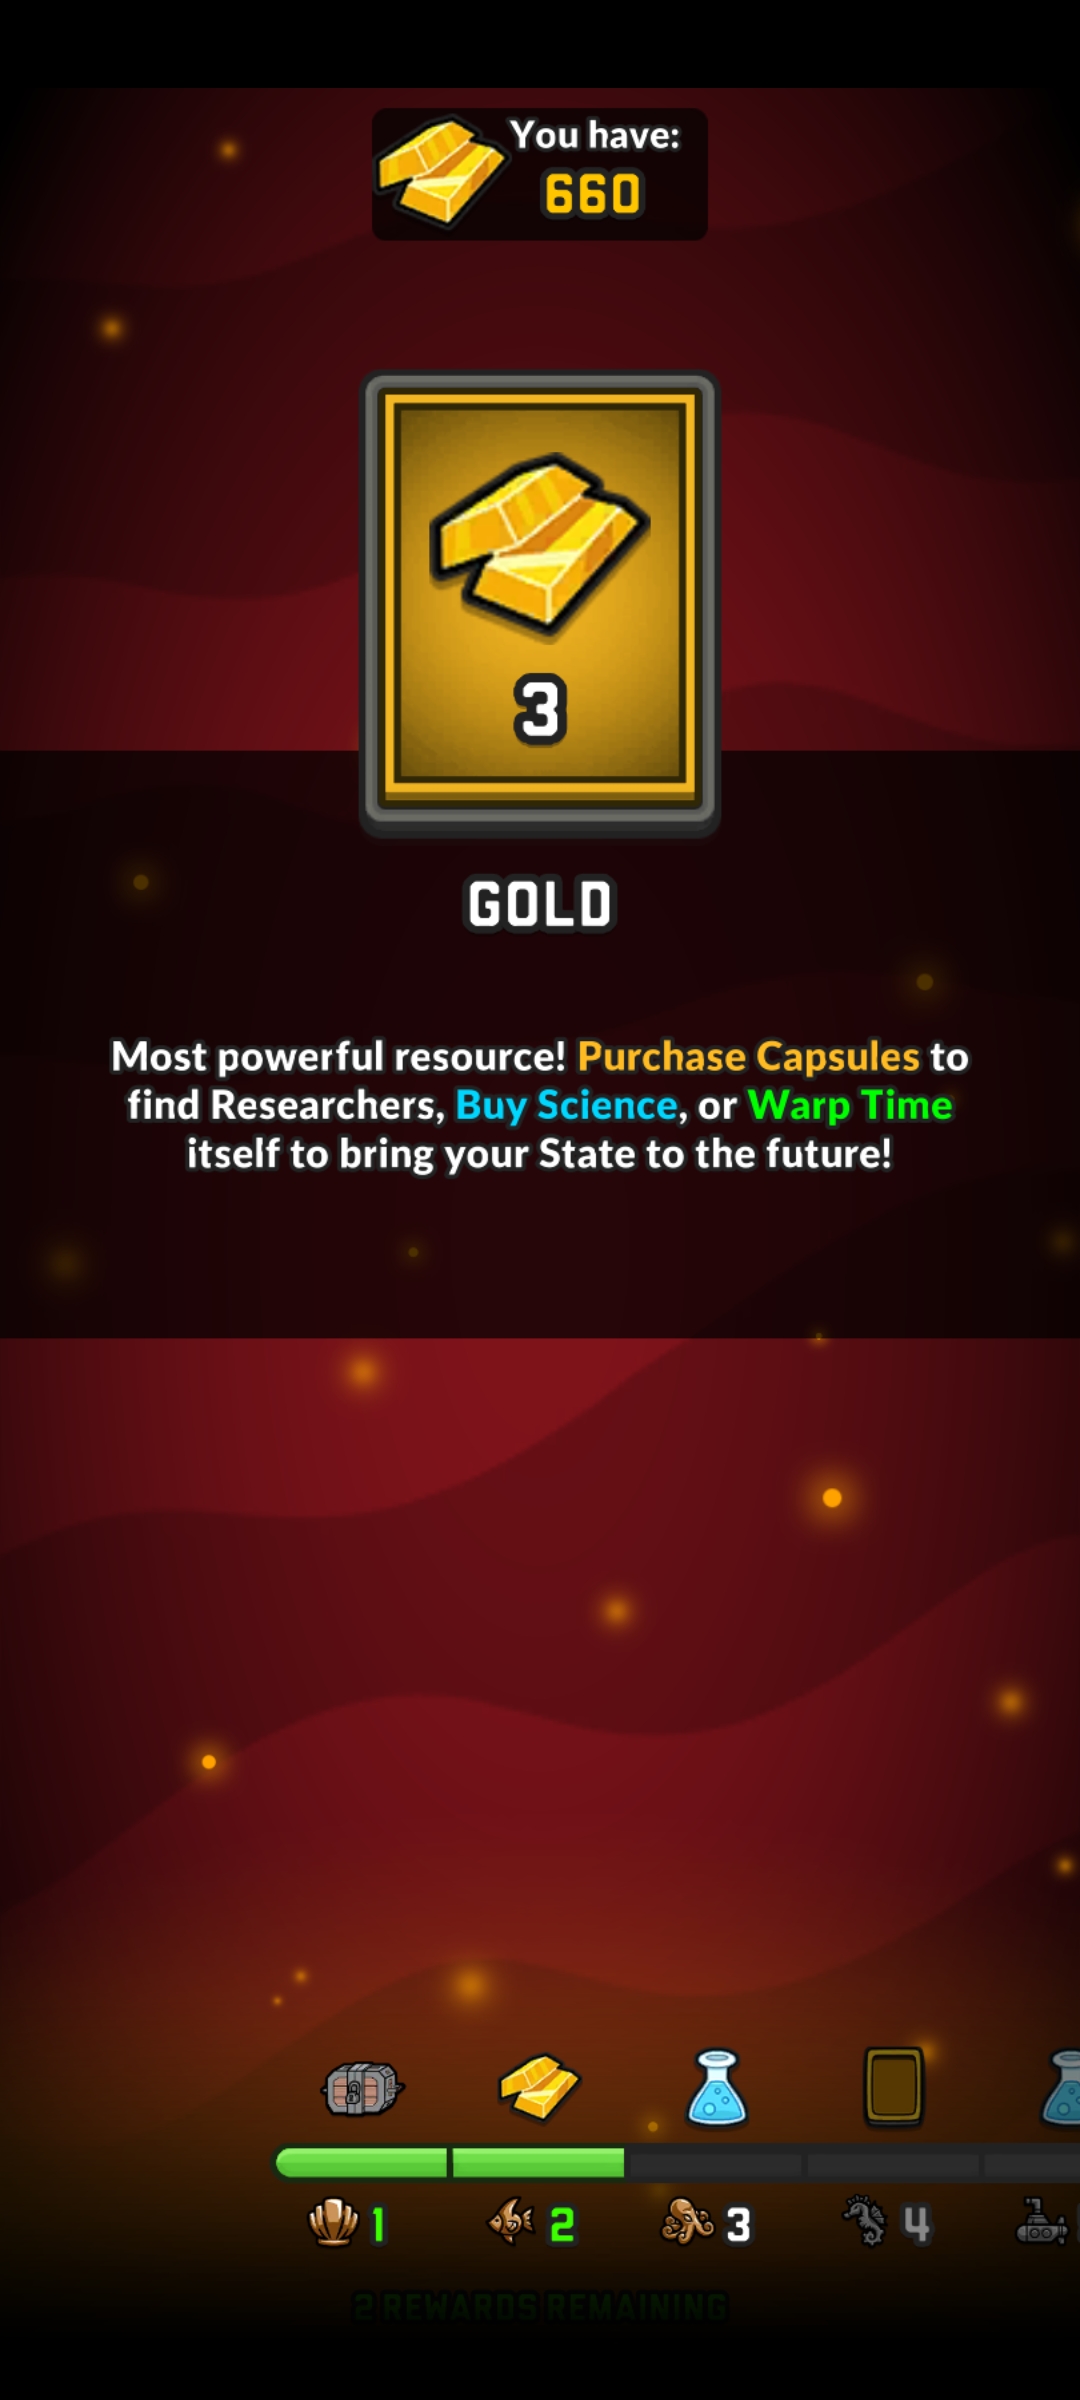 You have:
660
3
GOLD
Most powerful resource! Purchase Capsules to
find Researchers, Buy Science, or Warp Time
itself to bring your State to the future!
1 2 3 4
2 REWARDS REMAINING